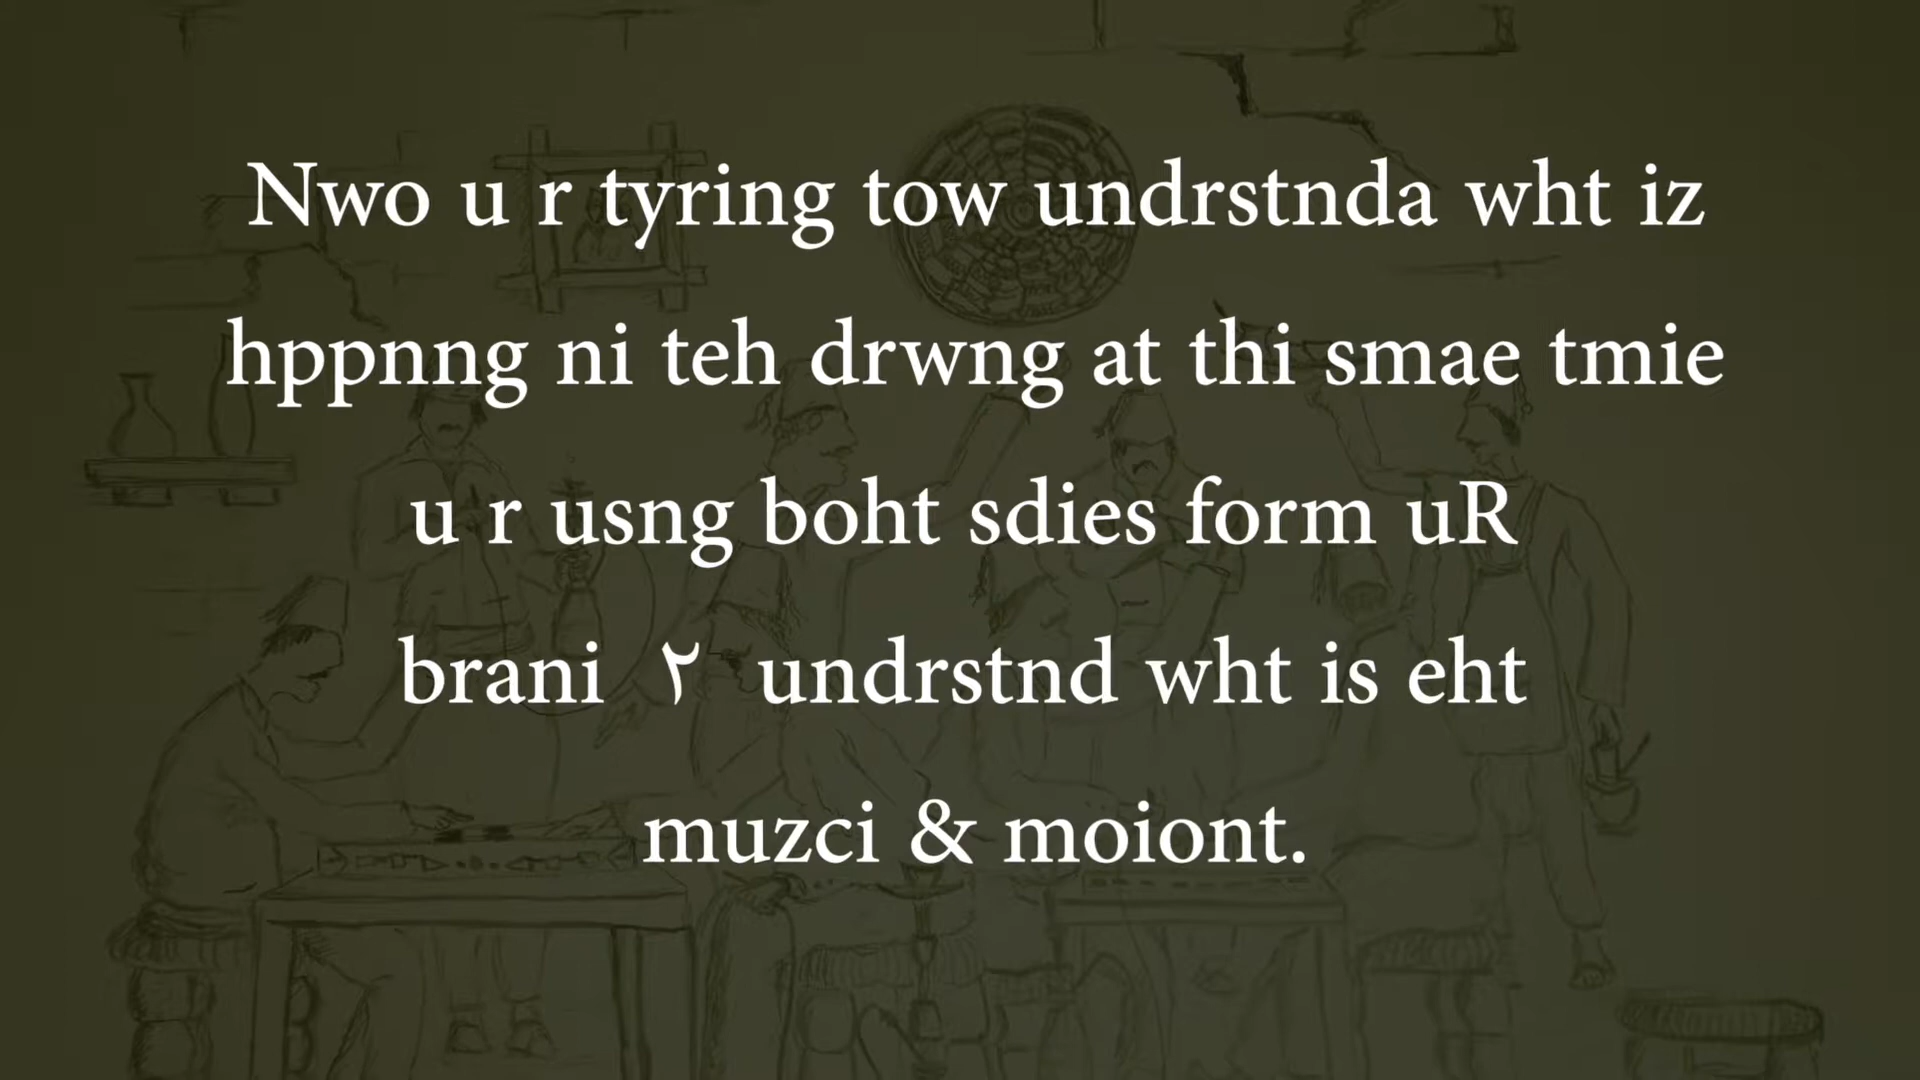 Nwo u r tyring tow undrstnda wht iz
hppnng ni teh drwng at thi smae tmie
u r usng boht sdies form uR
brani ٢ undrstnd wht is eht
muzci & moiont.